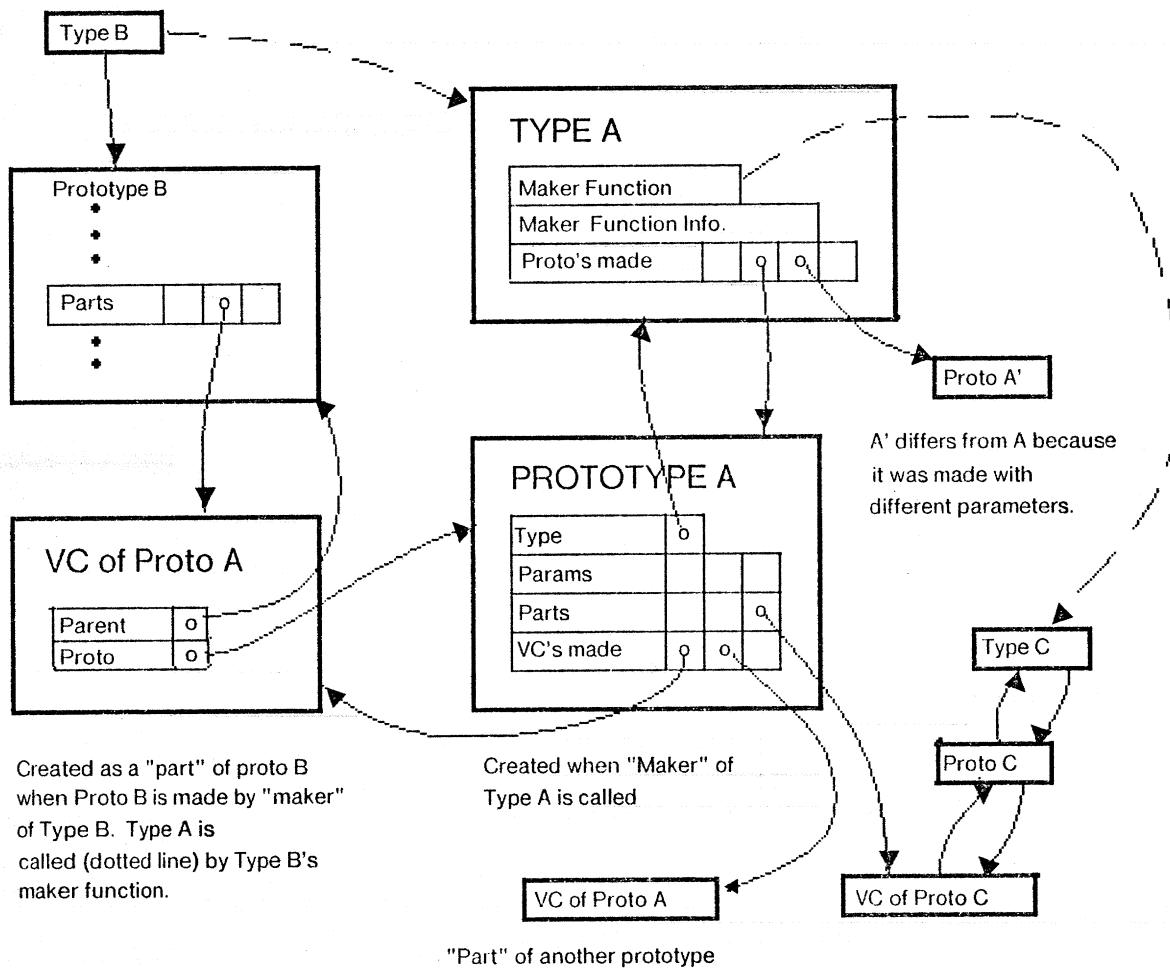 Type B
TYPE A
Maker Function
Maker Function Info.
Proto's made
o
o
Prototype B
Parts
o
Proto A'
A' differs from A because
it was made with
different parameters.
PROTOTYPE A
Type
o
Params
Parts
o
VC's made
o
o
VC of Proto A
Parent
o
Proto
o
Type C
Proto C
VC of Proto C
Created as a "part" of proto B
when Proto B is made by "maker"
of Type B. Type A is
called (dotted line) by Type B's
maker function.
Created when "Maker" of
Type A is called
VC of Proto A
"Part" of another prototype